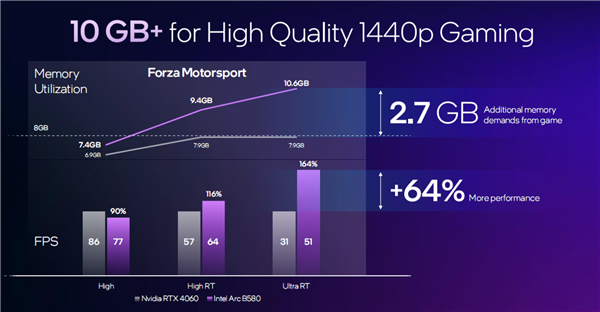 10 GB+ for High Quality 1440p Gaming
Memory
Utilization
Forza Motorsport
10.6GB
9.4GB
8GB
7.4GB
6.9GB
7.9GB
7.9GB
2.7 GB
Additional memory
demands from game
164%
116%
90%
+64%
More performance
FPS
86
77
57
64
31
51
High
High RT
Ultra RT
Nvidia RTX 4060
Intel Arc B580